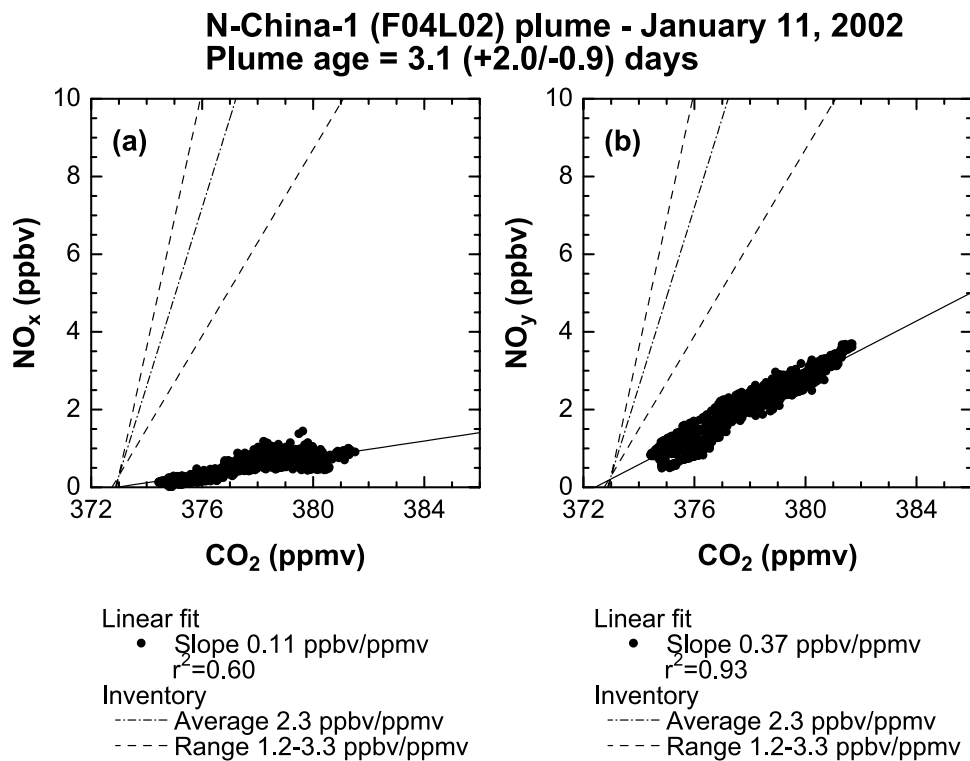 N-China-1 (F04L02) plume - January 11, 2002
Plume age = 3.1 (+2.0/-0.9) days
(a)
NOx (ppbv)
10
8
6
4
2
0
372 376 380 384
CO2 (ppmv)
Linear fit
• Slope 0.11 ppbv/ppmv
r²=0.60
Inventory
Average 2.3 ppbv/ppmv
Range 1.2-3.3 ppbv/ppmv
(b)
NOy (ppbv)
10
8
6
4
2
0
372 376 380 384
CO2 (ppmv)
Linear fit
• Slope 0.37 ppbv/ppmv
r²=0.93
Inventory
Average 2.3 ppbv/ppmv
Range 1.2-3.3 ppbv/ppmv